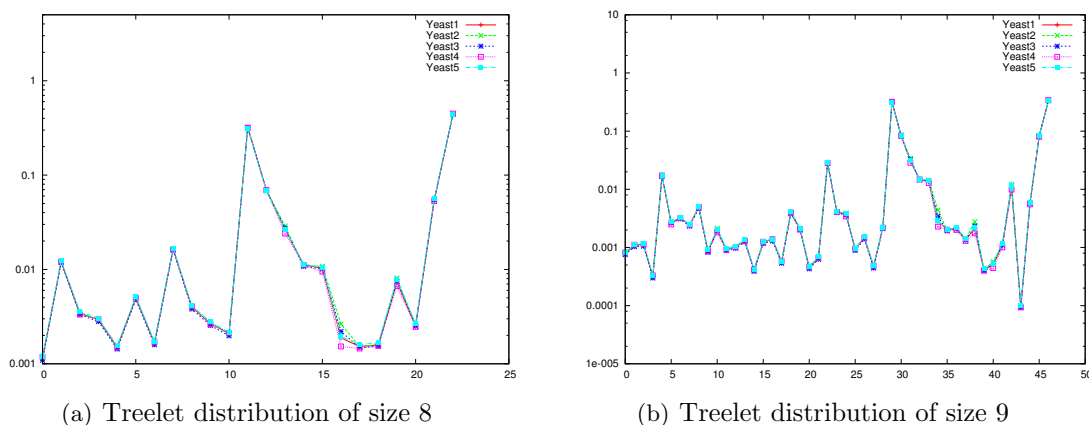 Yeast1
Yeast2
Yeast3
Yeast4
Yeast5
1
0.1
0.01
0.001
0 5 10 15 20 25
(a) Treelet distribution of size 8
10
Yeast1
Yeast2
Yeast3
Yeast4
Yeast5
1
0.1
0.01
0.001
0.0001
1e-005
0 5 10 15 20 25 30 35 40 45 50
(b) Treelet distribution of size 9